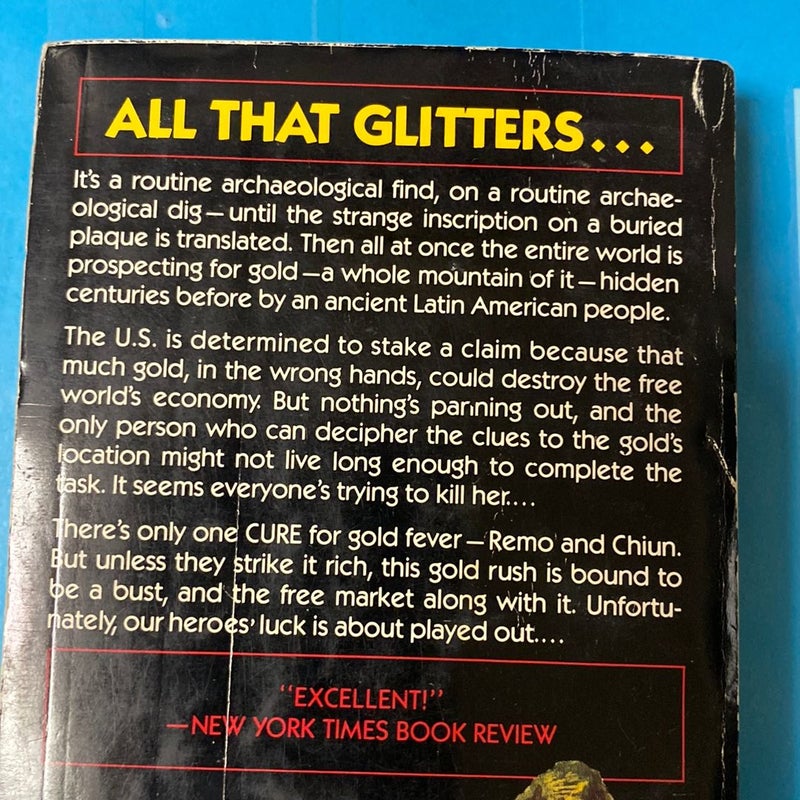 ALL THAT GLITTERS...
It's a routine archaeological find, on a routine archae-
ological dig—until the strange inscription on a buried
plaque is translated. Then all at once the entire world is
prospecting for gold—a whole mountain of it—hidden
centuries before by an ancient Latin American people.
The U.S. is determined to stake a claim because that
much gold, in the wrong hands, could destroy the free
world's economy. But nothing's panning out, and the
only person who can decipher the clues to the gold's
location might not live long enough to complete the
task. It seems everyone's trying to kill her....
There's only one CURE for gold fever—Remo and Chiun.
But unless they strike it rich, this gold rush is bound to
be a bust, and the free market along with it. Unfortu-
nately, our heroes' luck is about played out....
"EXCELLENT!"
—NEW YORK TIMES BOOK REVIEW